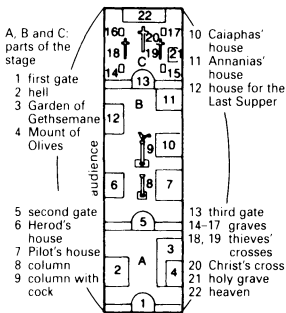 A, B and C:
parts of the
stage
1 first gate
2 hell
3 Garden of
Gethsemane
4 Mount of
Olives
audience
5 second gate
6 Herod's
house
7 Pilot's house
8 column
9 column with
cock
22
16
17
20
18
19
21
C
14
15
13
11
B
12
10
9
6
8
7
5
3
A
2
4
1
10 Caiaphas'
house
11 Annanias'
house
12 house for the
Last Supper
13 third gate
14–17 graves
18, 19 thieves'
crosses
20 Christ's cross
21 holy grave
22 heaven